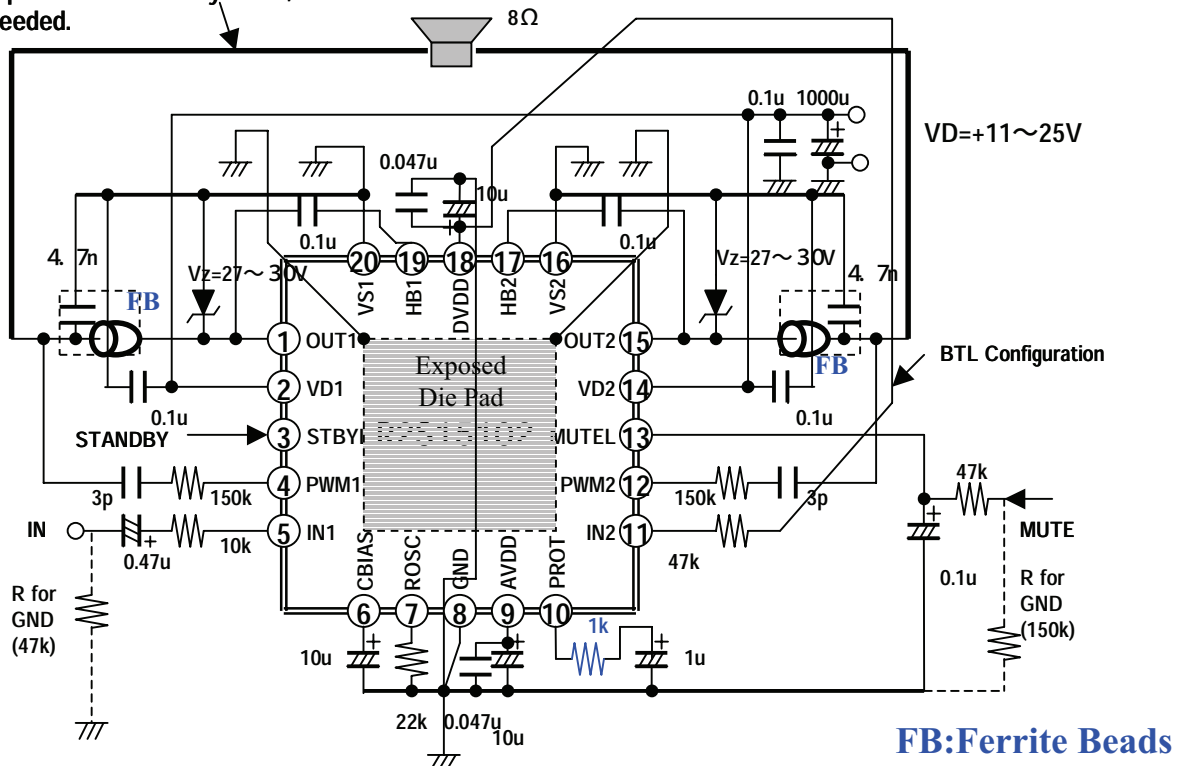 eeded.
8Ω
0.1u 1000u
+
VD=+11～25V
0.047u
10u
+
0.1u
0.1u
4. 7n
Vz=27～30V
FB
Vz=27～30V
4. 7n
FB
20 19 18 17 16
VS1 HB1 DVDD HB2 VS2
1 OUT1
OUT2 15
Exposed
Die Pad
2 VD1
VD2 14
BTL Configuration
0.1u
0.1u
STANDBY
3 STBY
MUTEL 13
4 PWM1
PWM2 12
3p 150k
150k 3p
47k
+
MUTE
IN
5 IN1
IN2 11
0.47u
+
10k
47k
0.1u
R for
GND
(47k)
R for
GND
(150k)
CBIAS ROSC GND AVDD PROT
6 7 8 9 10
1k
10u
+
+
+
1u
22k 0.047u
10u
FB:Ferrite Beads